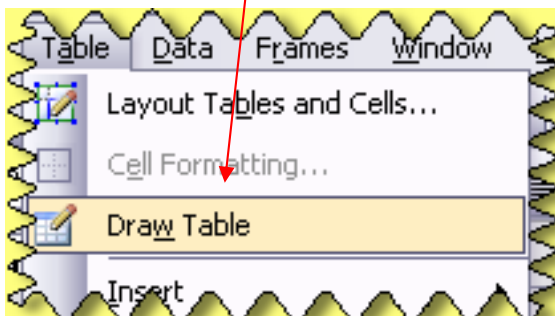 Table Data Frames Window
Layout Tables and Cells...
Cell Formatting...
Draw Table
Insert